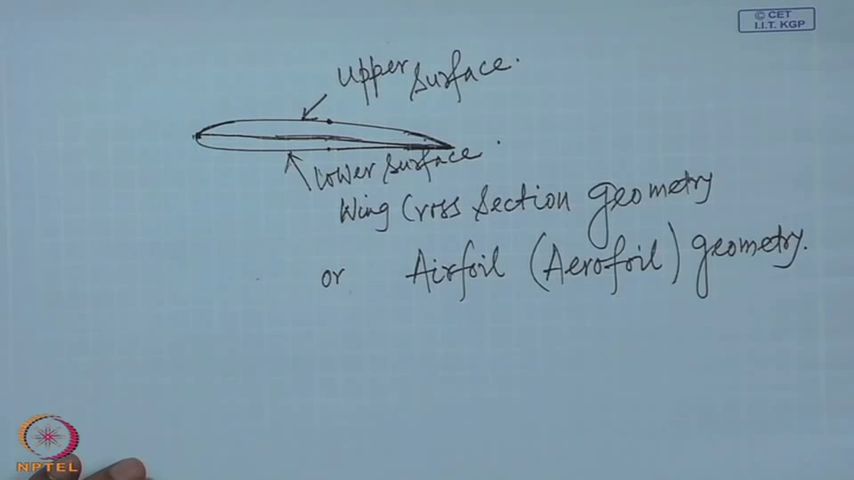 © CET
I.I.T. KGP
Upper Surface.
Lower Surface.
Wing Cross Section Geometry
or Airfoil (Aerofoil) geometry.
NPTEL